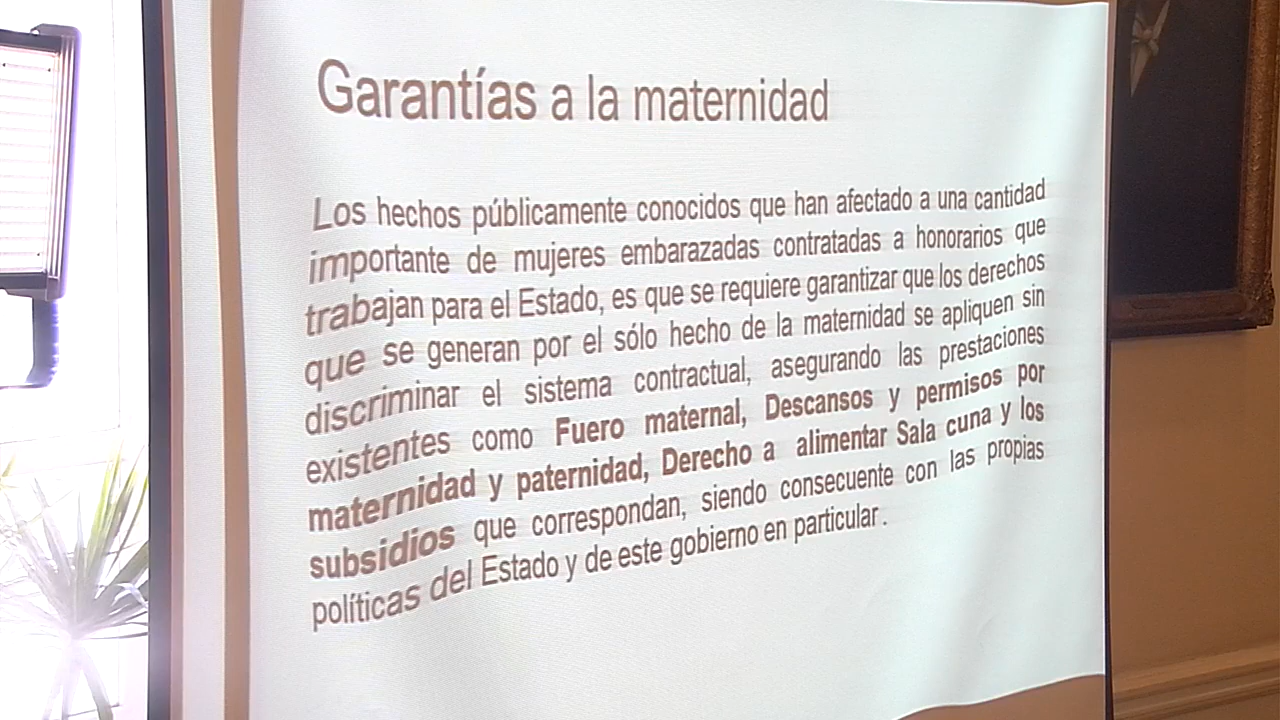 Garantías a la maternidad
Los hechos públicamente conocidos que han afectado a una cantidad
importante de mujeres embarazadas contratadas a honorarios que
trabajan para el Estado, es que se requiere garantizar que los derechos
que se generan por el sólo hecho de la maternidad se apliquen sin
discriminar el sistema contractual, asegurando las prestaciones
existentes como Fuero maternal, Descansos y permisos por
maternidad y paternidad, Derecho a alimentar Sala cuna y los
subsidios que correspondan, siendo consecuente con las propias
políticas del Estado y de este gobierno en particular.